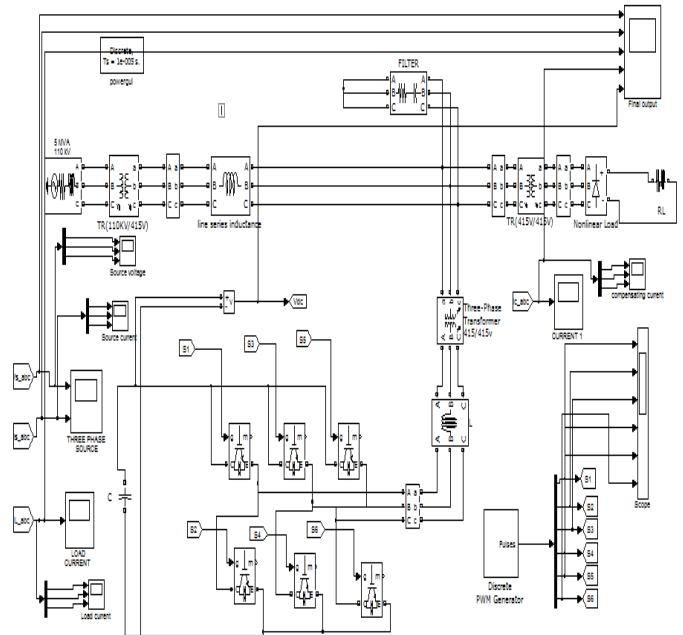 Discrete,
Ts = 1e-005 s.
powergui
FILTER
A A
B B
C C
Final output
5 MVA
110 kV
A
B
C
A a
B b
C c
A a
B b
C c
A A
B B
C C
A a
B b
C c
A a
B b
C c
A a
B b
C c
A
B
C
+
-
TR(110KV/415V)
line series inductance
TR(415V/415V)
Nonlinear Load
RL
Source voltage
Source current
+
-
v
Vdc
a b c
A B C
Three-Phase
Transformer
415/415v
Ic_abc
CURRENT 1
compensating current
S1
S3
S5
THREE PHASE
SOURCE
A B C
A B C
L
g m
C E
g m
C E
g m
C E
C
A a
B b
C c
Scope
S1
S2
S3
S4
S5
S6
LOAD
CURRENT
S2
S4
S6
g m
C E
g m
C E
g m
C E
Pulses
Discrete
PWM Generator
Load current